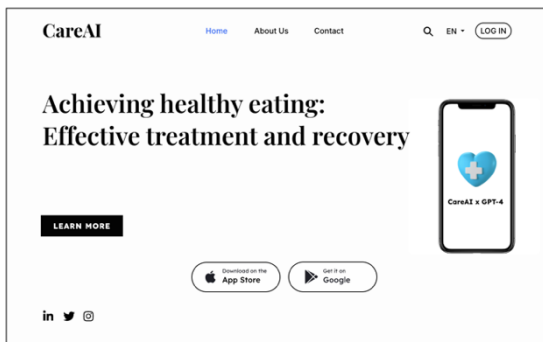 CareAI
Home About Us Contact
EN LOG IN
Achieving healthy eating:
Effective treatment and recovery
CareAI x GPT-4
LEARN MORE
Download on the
App Store
Get it on
Google
in